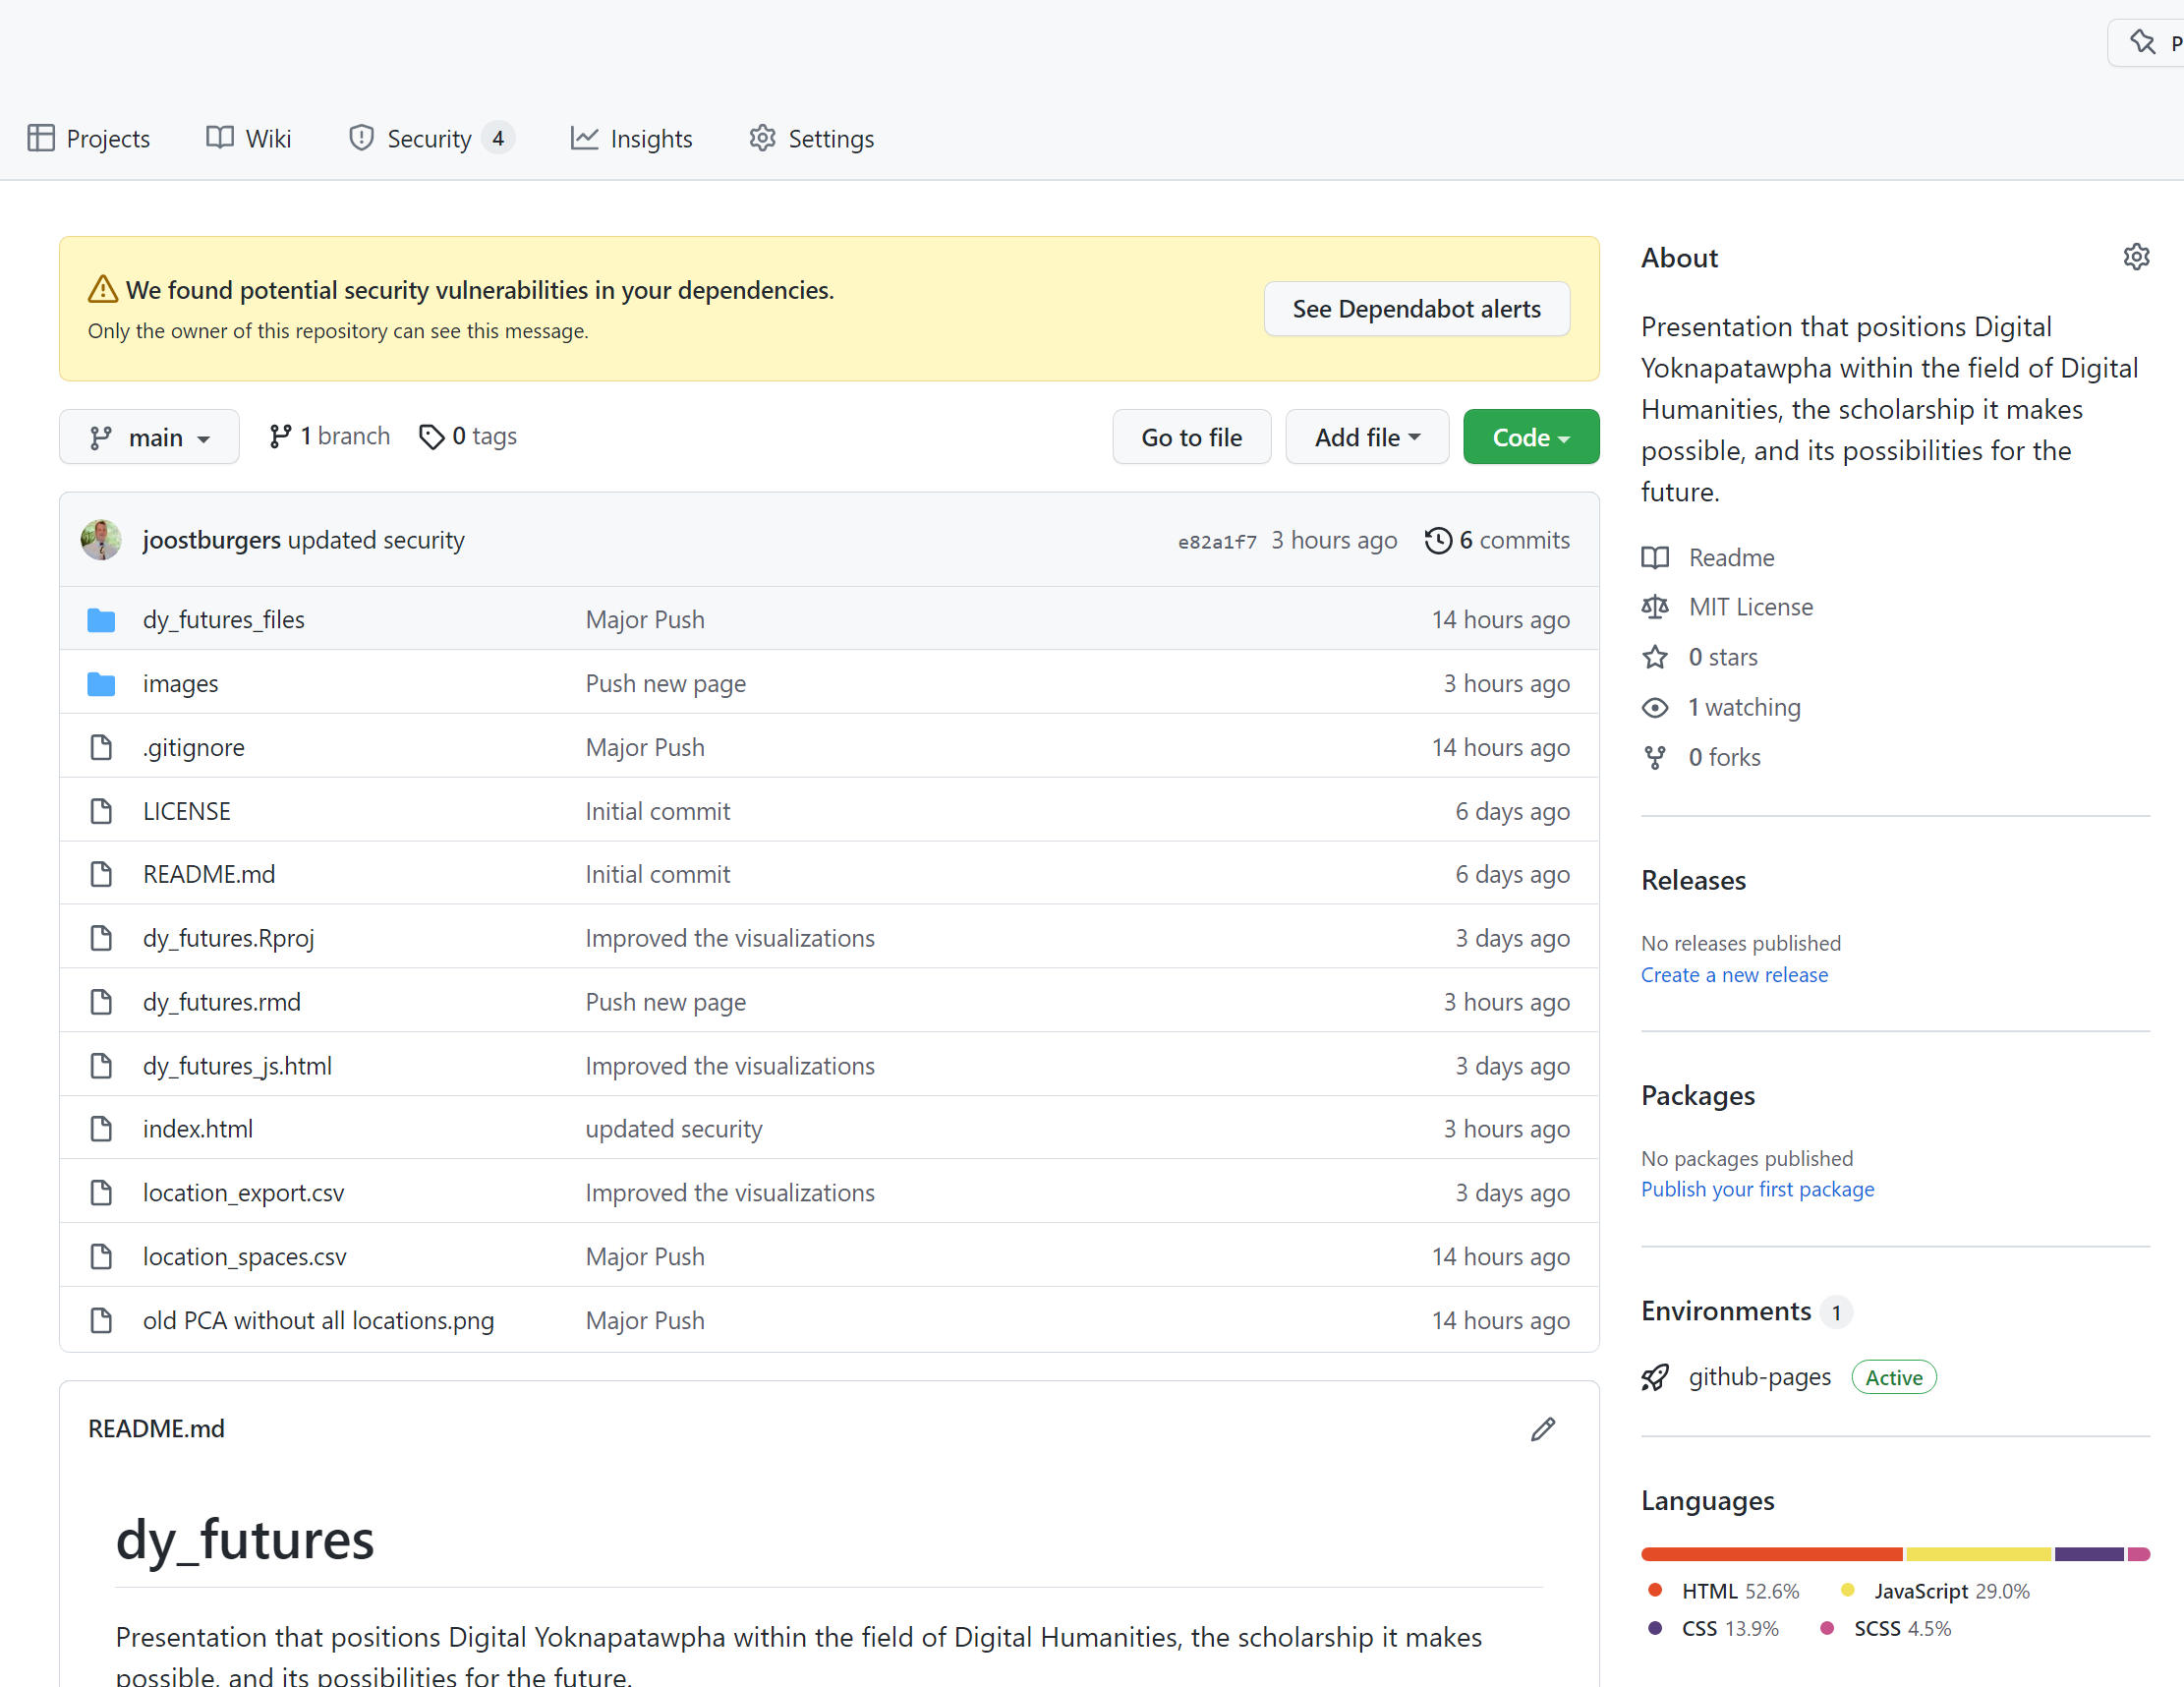 P
Projects Wiki Security 4 Insights Settings
We found potential security vulnerabilities in your dependencies.
Only the owner of this repository can see this message.
See Dependabot alerts
main 1 branch 0 tags Go to file Add file Code
joostburgers updated security e82a1f7 3 hours ago 6 commits
dy_futures_files Major Push 14 hours ago
images Push new page 3 hours ago
.gitignore Major Push 14 hours ago
LICENSE Initial commit 6 days ago
README.md Initial commit 6 days ago
dy_futures.Rproj Improved the visualizations 3 days ago
dy_futures.rmd Push new page 3 hours ago
dy_futures_js.html Improved the visualizations 3 days ago
index.html updated security 3 hours ago
location_export.csv Improved the visualizations 3 days ago
location_spaces.csv Major Push 14 hours ago
old PCA without all locations.png Major Push 14 hours ago
README.md
dy_futures
Presentation that positions Digital Yoknapatawpha within the field of Digital Humanities, the scholarship it makes
possible, and its possibilities for the future.
About
Presentation that positions Digital
Yoknapatawpha within the field of Digital
Humanities, the scholarship it makes
possible, and its possibilities for the
future.
Readme
MIT License
0 stars
1 watching
0 forks
Releases
No releases published
Create a new release
Packages
No packages published
Publish your first package
Environments 1
github-pages Active
Languages
HTML 52.6% JavaScript 29.0%
CSS 13.9% SCSS 4.5%